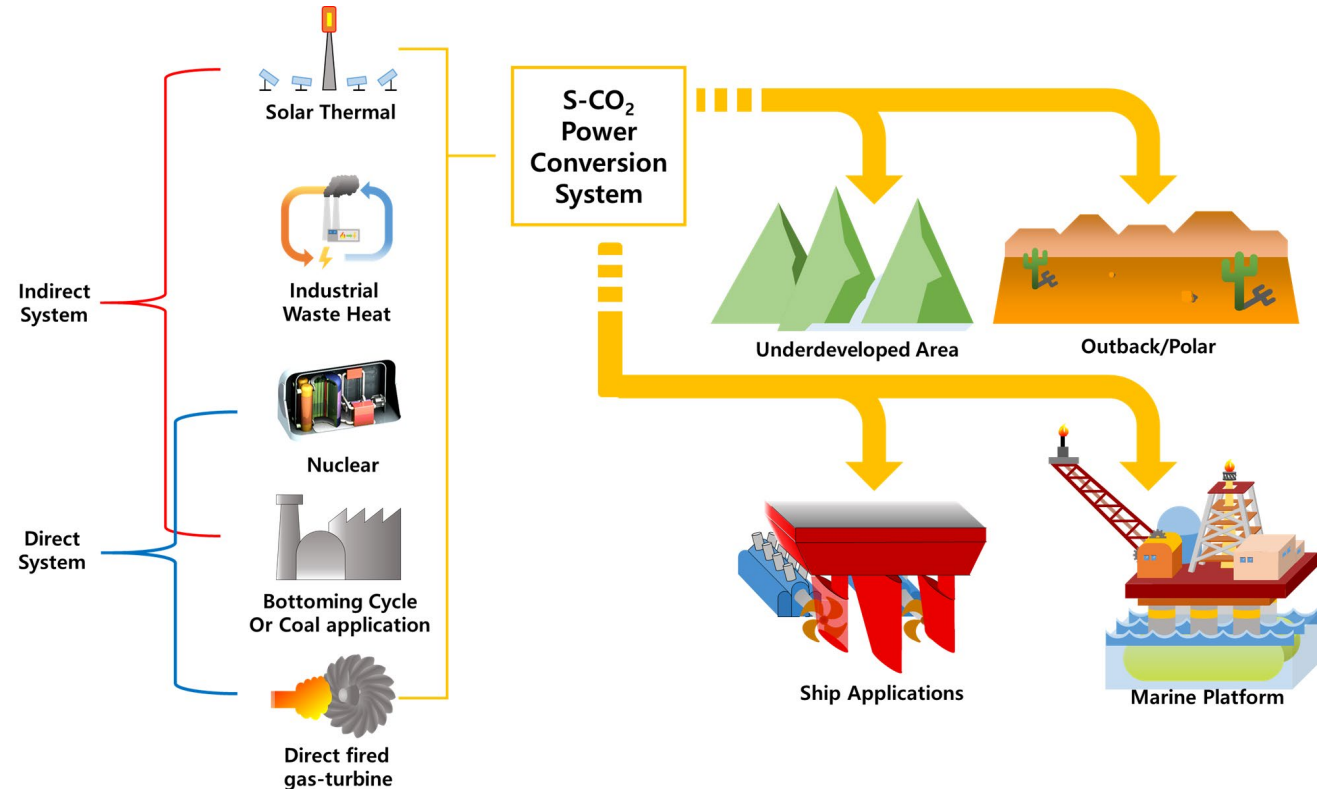 Solar Thermal
Industrial
Waste Heat
Indirect
System
Nuclear
Direct
System
Bottoming Cycle
Or Coal application
Direct fired
gas-turbine
S-CO₂
Power
Conversion
System
Underdeveloped Area
Outback/Polar
Ship Applications
Marine Platform